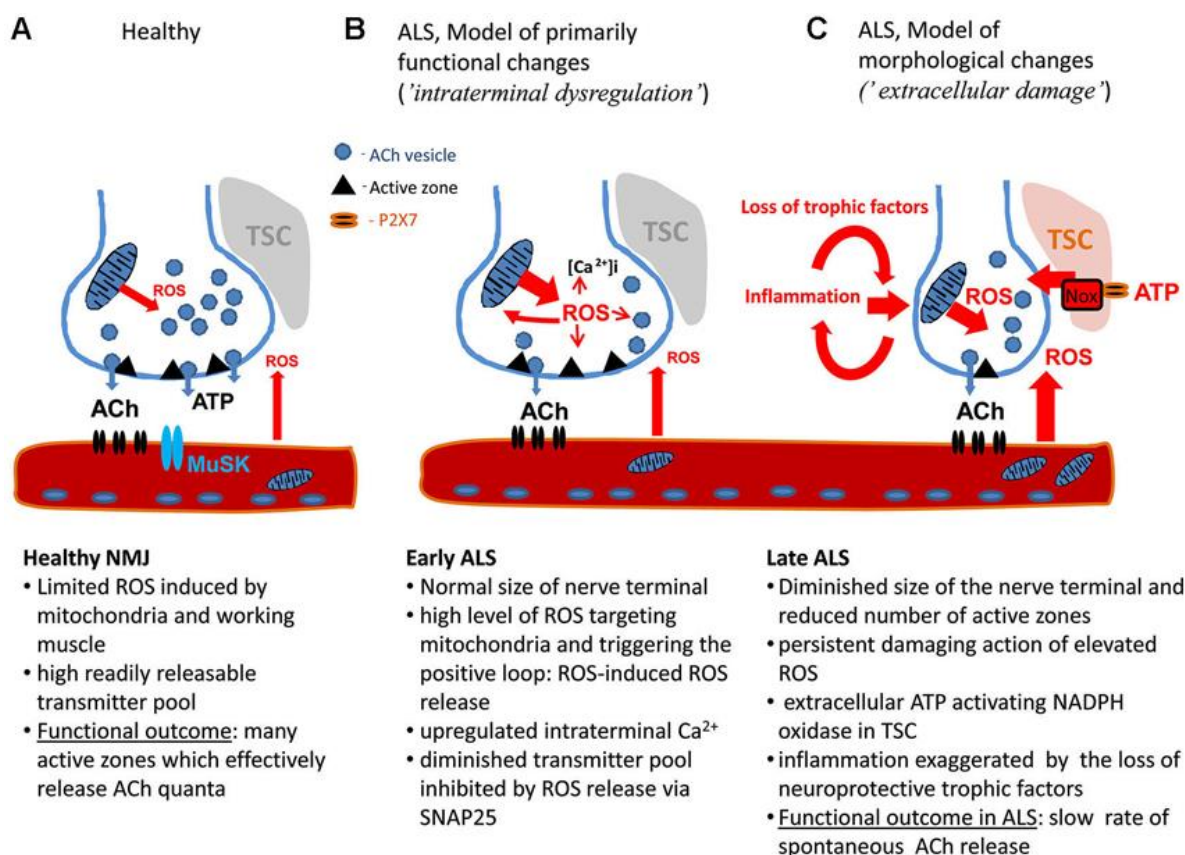 A
Healthy
B
ALS, Model of primarily
functional changes
('intraterminal dysregulation')
C
ALS, Model of
morphological changes
('extracellular damage')
- ACh vesicle
- Active zone
- P2X7
TSC
ROS
ROS
ACh
ATP
MuSK
TSC
[Ca2+]i
ROS
ROS
ACh
Loss of trophic factors
Inflammation
TSC
Nox
ATP
ROS
ROS
ACh
Healthy NMJ
• Limited ROS induced by
mitochondria and working
muscle
• high readily releasable
transmitter pool
• Functional outcome: many
active zones which effectively
release ACh quanta
Early ALS
• Normal size of nerve terminal
• high level of ROS targeting
mitochondria and triggering the
positive loop: ROS-induced ROS
release
• upregulated intraterminal Ca2+
• diminished transmitter pool
inhibited by ROS release via
SNAP25
Late ALS
• Diminished size of the nerve terminal and
reduced number of active zones
• persistent damaging action of elevated
ROS
• extracellular ATP activating NADPH
oxidase in TSC
• inflammation exaggerated by the loss of
neuroprotective trophic factors
• Functional outcome in ALS: slow rate of
spontaneous ACh release